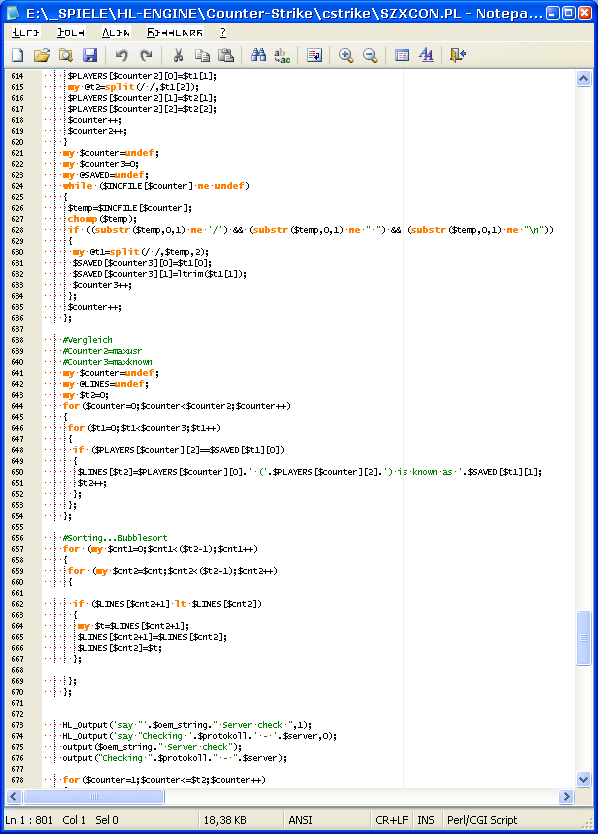 E:\_SPIELE\HL-ENGINE\Counter-Strike\cstrike\SZXCON.PL - Notepa...
?
614 $PLAYERS[$counter2][0]=$t1[1];
615 my @t2=split(/ /,$t1[2]);
616 $PLAYERS[$counter2][1]=$t2[1];
617 $PLAYERS[$counter2][2]=$t2[2];
618 $counter++;
619 $counter2++;
620 }
621 my $counter=undef;
622 my $counter3=0;
623 my @SAVED=undef;
624 while ($INCFILE[$counter] ne undef)
625 {
626 $temp=$INCFILE[$counter];
627 chomp($temp);
628 if ((substr($temp,0,1) ne '/') && (substr($temp,0,1) ne " ") && (substr($temp,0,1) ne "\n"))
629 {
630 my @t1=split(/ /,$temp,2);
631 $SAVED[$counter3][0]=$t1[0];
632 $SAVED[$counter3][1]=ltrim($t1[1]);
633 $counter3++;
634 };
635 $counter++;
636 };
637
638 #Vergleich
639 #Counter2=maxusr
640 #Counter3=maxknown
641 my $counter=undef;
642 my @LINES=undef;
643 my $t2=0;
644 for($counter=0;$counter<$counter2;$counter++)
645 {
646 for($t1=0;$t1<$counter3;$t1++)
647 {
648 if ($PLAYERS[$counter][2]==$SAVED[$t1][0])
649 {
650 $LINES[$t2]=$PLAYERS[$counter][0].' ('.$PLAYERS[$counter][2].') is known as '.$SAVED[$t1][1];
651 $t2++;
652 };
653 };
654 };
655
656 #Sorting...Bubblesort
657 for (my $cnt1=0;$cnt1<($t2-1);$cnt1++)
658 {
659 for (my $cnt2=$cnt;$cnt2<($t2-1);$cnt2++)
660 {
661
662 if ($LINES[$cnt2+1] lt $LINES[$cnt2])
663 {
664 my $t=$LINES[$cnt2+1];
665 $LINES[$cnt2+1]=$LINES[$cnt2];
666 $LINES[$cnt2]=$t;
667 };
668
669 };
670 };
671
672
673 HL_Output('say "'.$oem_string." Server check ",1);
674 HL_Output('say "Checking '.$protokoll.' - '.$server,0);
675 output($oem_string." Server check");
676 output("Checking ".$protokoll." - ".$server);
677
678 for($counter=1;$counter<=$t2;$counter++)
Ln 1 : 801 Col 1 Sel 0 18,38 KB ANSI CR+LF INS Perl/CGI Script